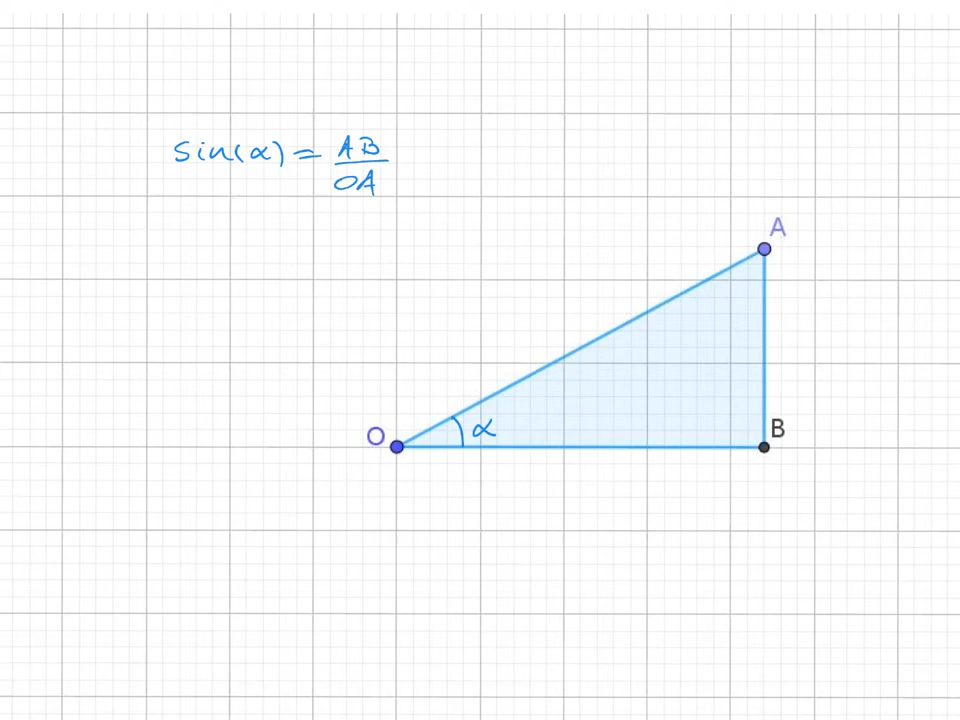 sin(α) = AB
OA
A
O
α
B